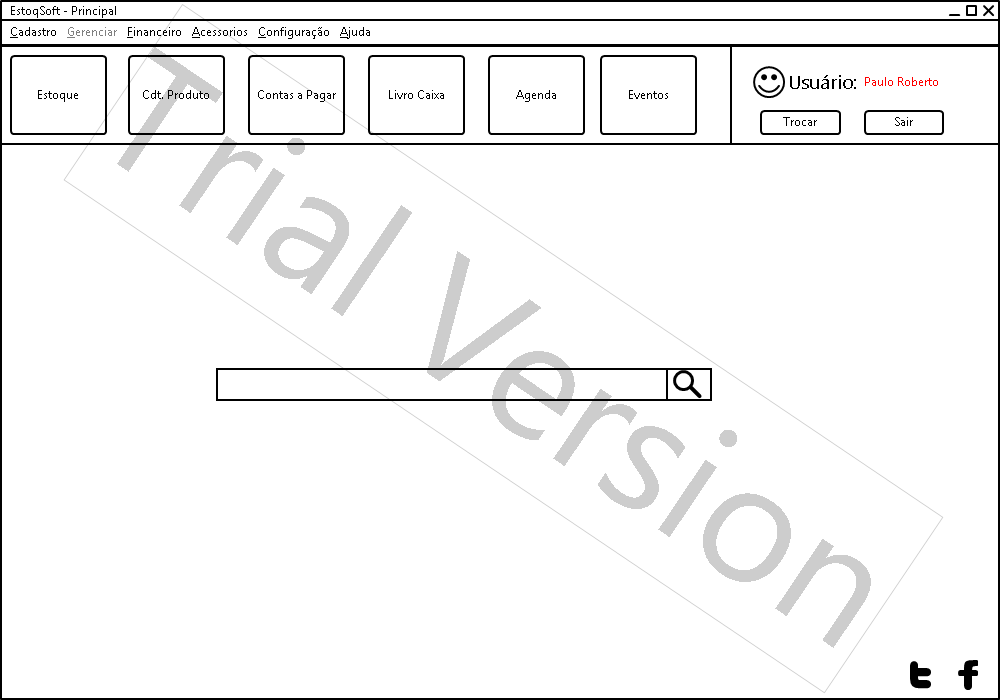 EstoqSoft - Principal
Cadastro Gerenciar Financeiro Acessorios Configuração Ajuda
Estoque Cdt. Produto Contas a Pagar Livro Caixa Agenda Eventos
Usuário: Paulo Roberto
Trocar Sair
Trial Version